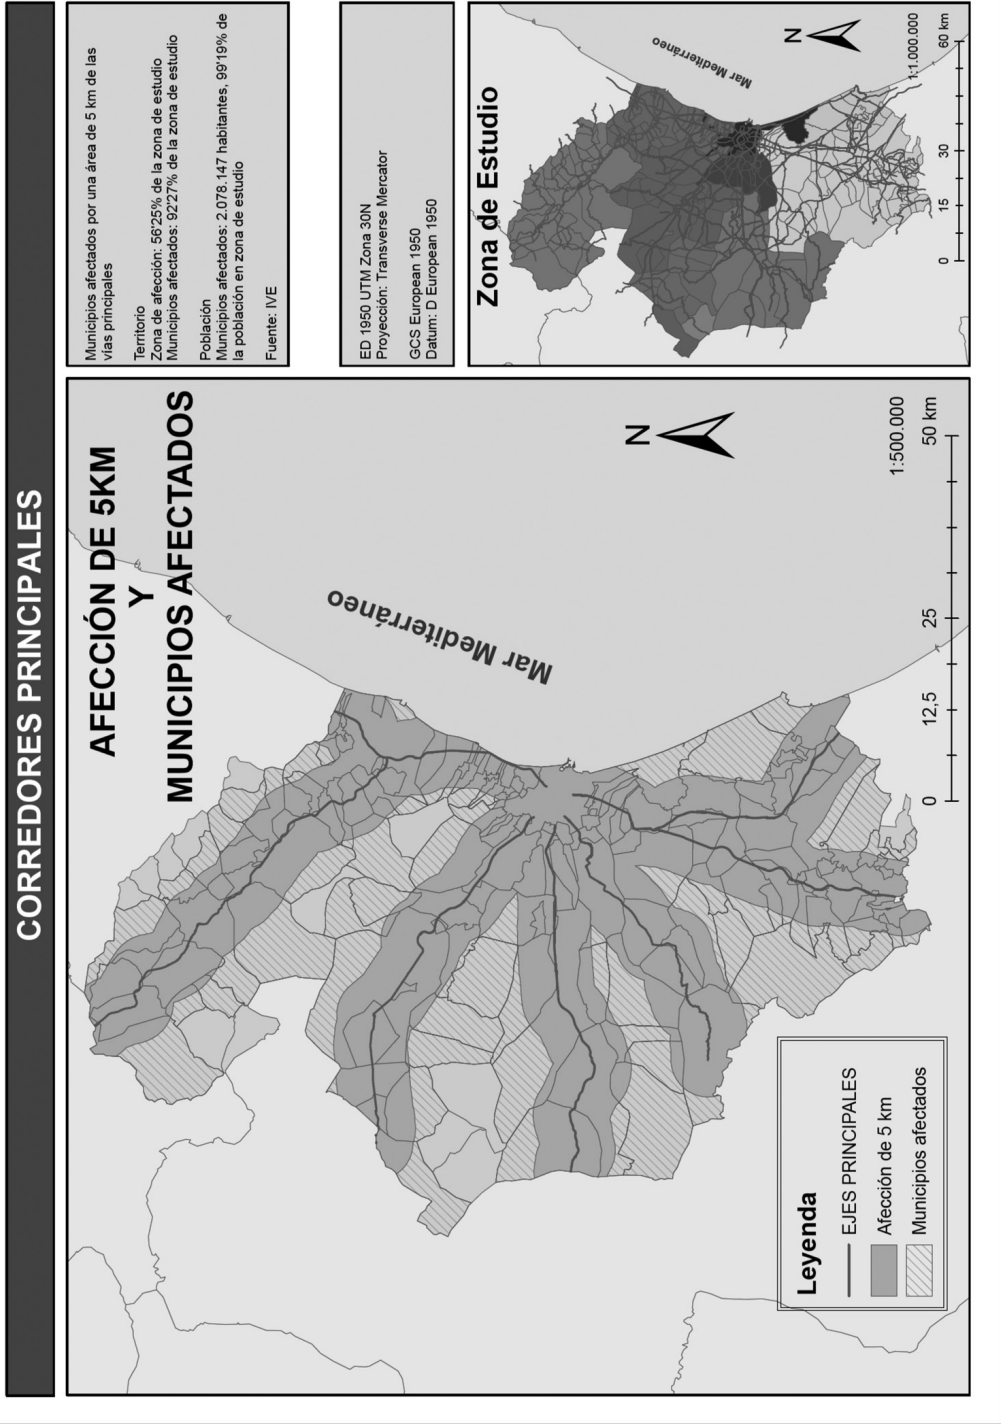 CORREDORES PRINCIPALES
AFECCIÓN DE 5KM
Y
MUNICIPIOS AFECTADOS
Mar Mediterráneo
N
1:500.000
0 12,5 25 50 km
Leyenda
EJES PRINCIPALES
Afección de 5 km
Municipios afectados
Municipios afectados por una área de 5 km de las
vías principales
Territorio
Zona de afección: 56'25% de la zona de estudio
Municipios afectados: 92'27% de la zona de estudio
Población
Municipios afectados: 2.078.147 habitantes, 99'19% de
la población en zona de estudio
Fuente: IVE
ED 1950 UTM Zona 30N
Proyección: Transverse Mercator
GCS European 1950
Datum: D European 1950
Zona de Estudio
Mar Mediterráneo
N
1:1.000.000
0 15 30 60 km